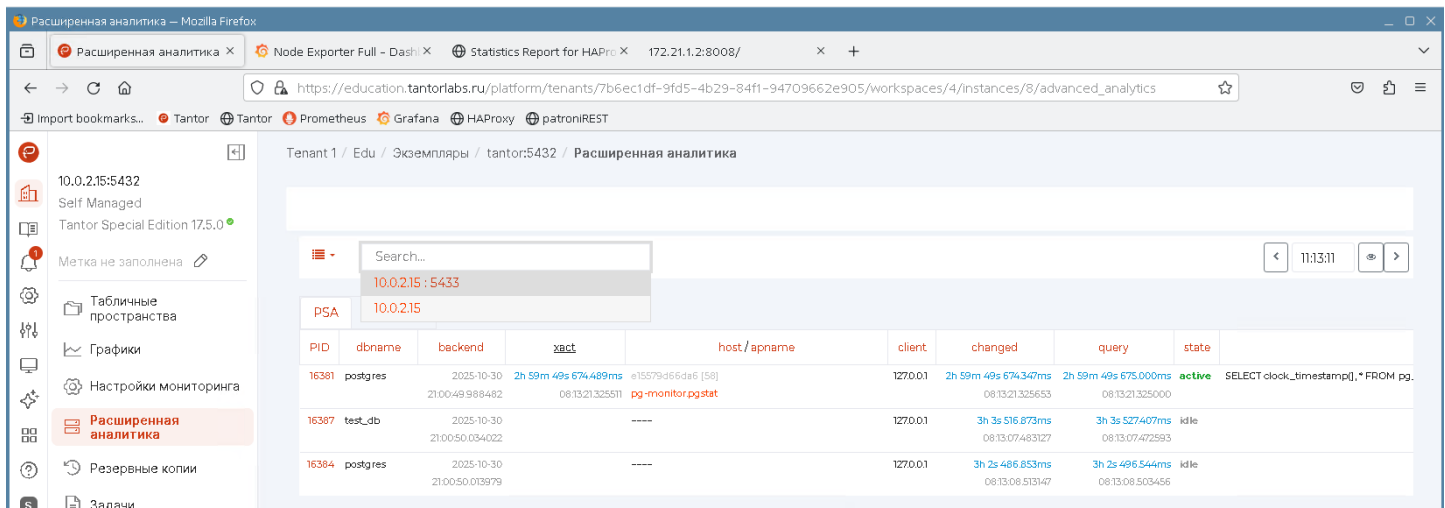 Расширенная аналитика — Mozilla Firefox
Расширенная аналитика × Node Exporter Full – Dash × Statistics Report for HAPro × 172.21.1.2:8008/ × +
https://education.tantorlabs.ru/platform/tenants/7b6ec1df-9fd5-4b29-84f1-94709662e905/workspaces/4/instances/8/advanced_analytics
Import bookmarks... Tantor Tantor Prometheus Grafana HAProxy patroniREST
Tenant 1 / Edu / Экземпляры / tantor:5432 / Расширенная аналитика
10.0.2.15:5432
Self Managed
Tantor Special Edition 17.5.0
1
Метка не заполнена
Табличные
пространства
Графики
Настройки мониторинга
Расширенная
аналитика
Резервные копии
Задачи
S
Search...
10.0.2.15 : 5433
10.0.2.15
11:13:11
PSA
PID dbname backend xact host / apname client changed query state
16381 postgres 2025-10-30 2h 59m 49s 674.489ms e15579d66da6 [58] 127.0.0.1 2h 59m 49s 674.347ms 2h 59m 49s 675.000ms active SELECT clock_timestamp(), * FROM pg_
21:00:49.988482 08:13:21.325511 pg-monitor.pgstat 08:13:21.325653 08:13:21.325000
16387 test_db 2025-10-30 ---- 127.0.0.1 3h 3s 516.873ms 3h 3s 527.407ms idle
21:00:50.034022 08:13:07.483127 08:13:07.472593
16384 postgres 2025-10-30 ---- 127.0.0.1 3h 2s 486.853ms 3h 2s 496.544ms idle
21:00:50.013979 08:13:08.513147 08:13:08.503456